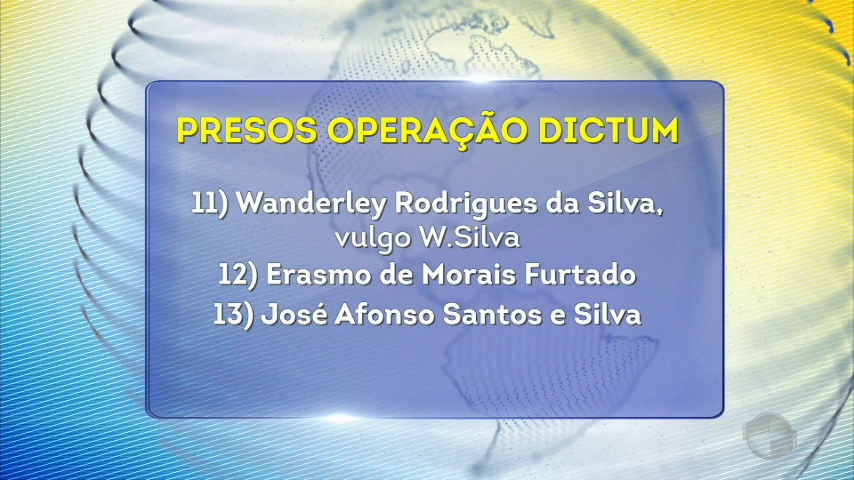 PRESOS OPERAÇÃO DICTUM
11) Wanderley Rodrigues da Silva,
vulgo W.Silva
12) Erasmo de Morais Furtado
13) José Afonso Santos e Silva